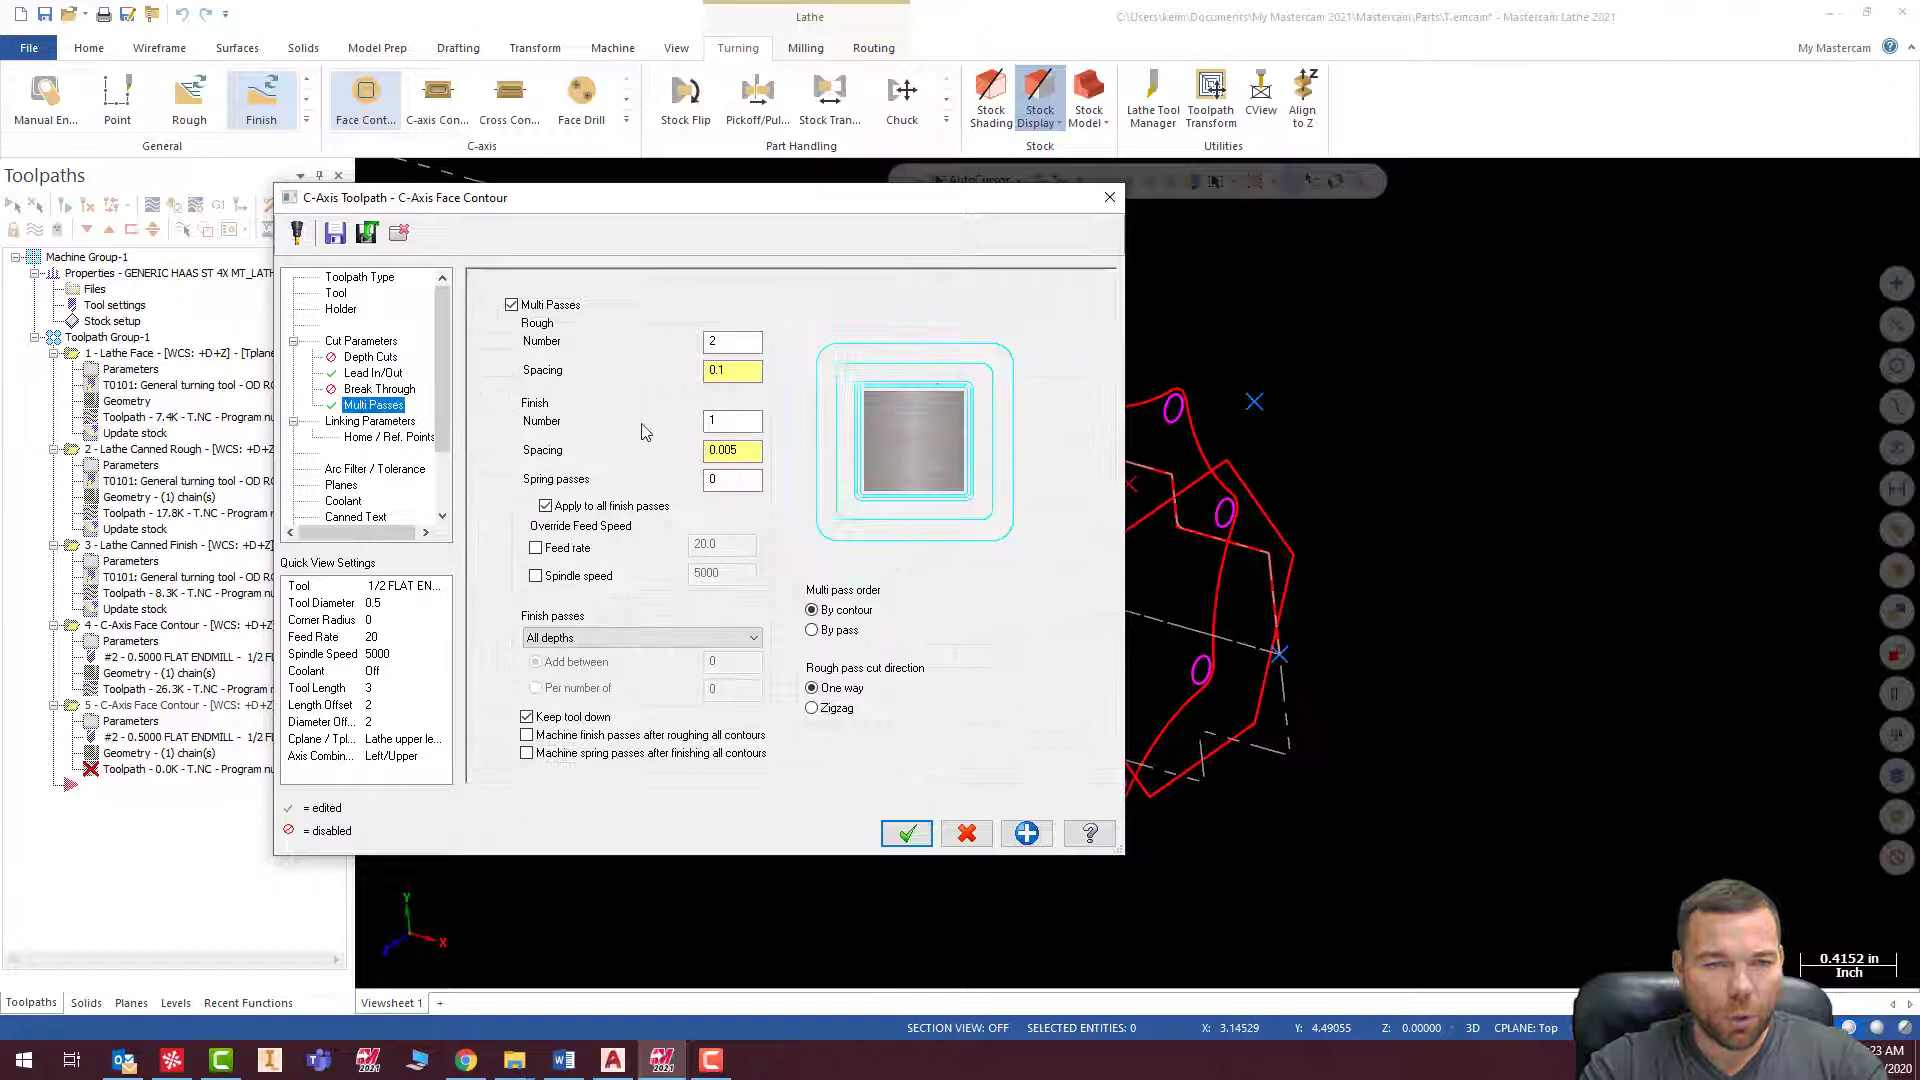 Lathe
C:\Users\kenn\Documents\My Mastercam 2021\Mastercam\Parts\T.emcam* - Mastercam Lathe 2021
File Home Wireframe Surfaces Solids Model Prep Drafting Transform Machine View Turning Milling Routing My Mastercam
Manual En... Point Rough Finish Face Cont... C-axis Con... Cross Con... Face Drill Stock Flip Pickoff/Pul... Stock Tran... Chuck Stock Shading Stock Display Stock Model Lathe Tool Manager Toolpath Transform CView Align to Z
General C-axis Part Handling Stock Utilities
Toolpaths
AutoCursor
G1
Machine Group-1
Properties - GENERIC HAAS ST 4X MT_LATH
Files
Tool settings
Stock setup
Toolpath Group-1
1 - Lathe Face - [WCS: +D+Z] - [Tplane
Parameters
T0101: General turning tool - OD RO
Geometry
Toolpath - 7.4K - T.NC - Program nu
Update stock
2 - Lathe Canned Rough - [WCS: +D+Z]
Parameters
T0101: General turning tool - OD RO
Geometry - (1) chain(s)
Toolpath - 17.8K - T.NC - Program nu
Update stock
3 - Lathe Canned Finish - [WCS: +D+Z]
Parameters
T0101: General turning tool - OD RO
Geometry - (1) chain(s)
Toolpath - 8.3K - T.NC - Program nu
Update stock
4 - C-Axis Face Contour - [WCS: +D+Z]
Parameters
#2 - 0.5000 FLAT ENDMILL - 1/2 F
Geometry - (1) chain(s)
Toolpath - 26.3K - T.NC - Program nu
5 - C-Axis Face Contour - [WCS: +D+Z]
Parameters
#2 - 0.5000 FLAT ENDMILL - 1/2 F
Geometry - (1) chain(s)
Toolpath - 0.0K - T.NC - Program nu
C-Axis Toolpath - C-Axis Face Contour
Toolpath Type
Tool
Holder
Cut Parameters
Depth Cuts
Lead In/Out
Break Through
Multi Passes
Linking Parameters
Home / Ref. Points
Arc Filter / Tolerance
Planes
Coolant
Canned Text
Quick View Settings
Tool 1/2 FLAT EN...
Tool Diameter 0.5
Corner Radius 0
Feed Rate 20
Spindle Speed 5000
Coolant Off
Tool Length 3
Length Offset 2
Diameter Off... 2
Cplane / Tpl... Lathe upper le...
Axis Combin... Left/Upper
= edited
= disabled
Multi Passes
Rough
Number 2
Spacing 0.1
Finish
Number 1
Spacing 0.005
Spring passes 0
Apply to all finish passes
Override Feed Speed
Feed rate 20.0
Spindle speed 5000
Finish passes
All depths
Add between 0
Per number of 0
Keep tool down
Machine finish passes after roughing all contours
Machine spring passes after finishing all contours
Multi pass order
By contour
By pass
Rough pass cut direction
One way
Zigzag
Y
X
0.4152 in
Inch
Toolpaths Solids Planes Levels Recent Functions Viewsheet 1 +
SECTION VIEW: OFF SELECTED ENTITIES: 0 X: 3.14529 Y: 4.49055 Z: 0.00000 3D CPLANE: Top
2021 2021
:23 AM
/2020